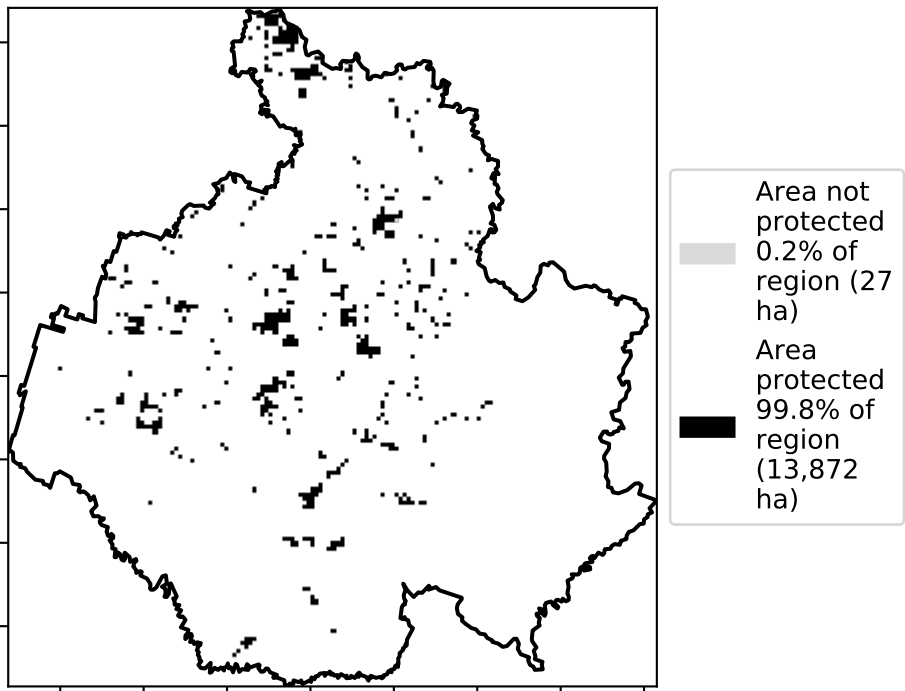 Area not
protected
0.2% of
region (27
ha)
Area
protected
99.8% of
region
(13,872
ha)